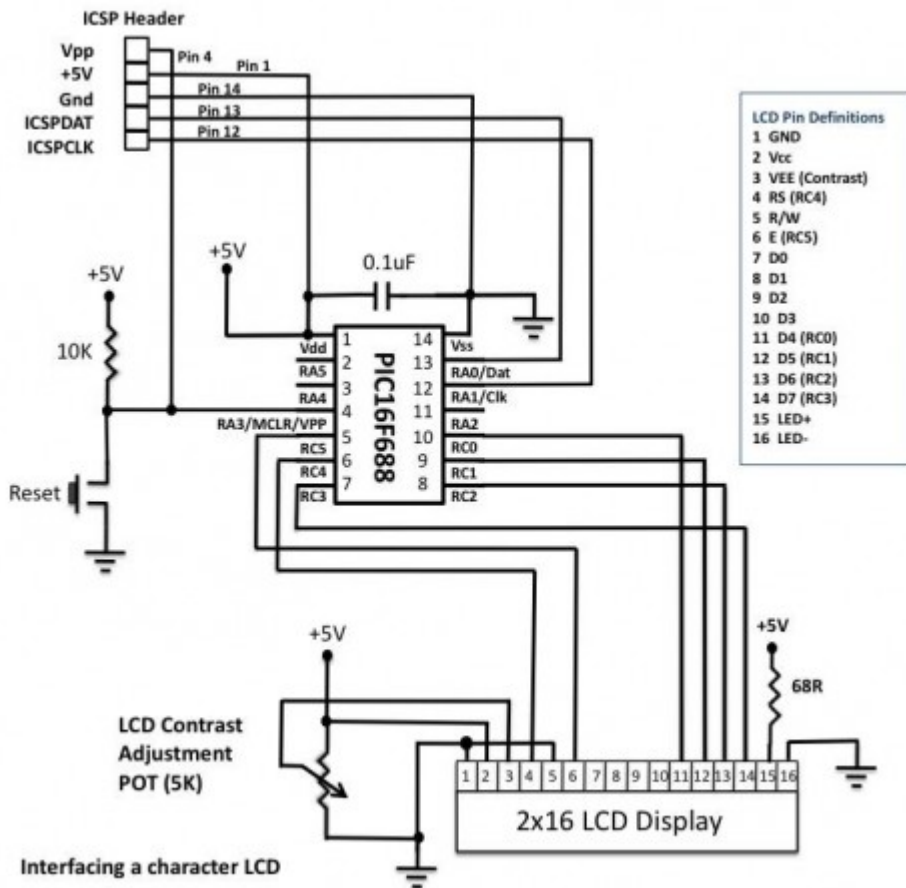 ICSP Header
Vpp
Pin 4
+5V
Pin 1
Gnd
Pin 14
ICSPDAT
Pin 13
ICSPCLK
Pin 12
LCD Pin Definitions
1 GND
2 Vcc
3 VEE (Contrast)
4 RS (RC4)
5 R/W
6 E (RC5)
7 D0
8 D1
9 D2
10 D3
11 D4 (RC0)
12 D5 (RC1)
13 D6 (RC2)
14 D7 (RC3)
15 LED+
16 LED-
+5V
0.1uF
+5V
10K
Reset
PIC16F688
1 14
Vdd Vss
2 13
RA5 RA0/Dat
3 12
RA4 RA1/Clk
4 11
RA3/MCLR/VPP RA2
5 10
RC5 RC0
6 9
RC4 RC1
7 8
RC3 RC2
+5V
+5V
68R
LCD Contrast
Adjustment
POT (5K)
1 2 3 4 5 6 7 8 9 10 11 12 13 14 15 16
2x16 LCD Display
Interfacing a character LCD